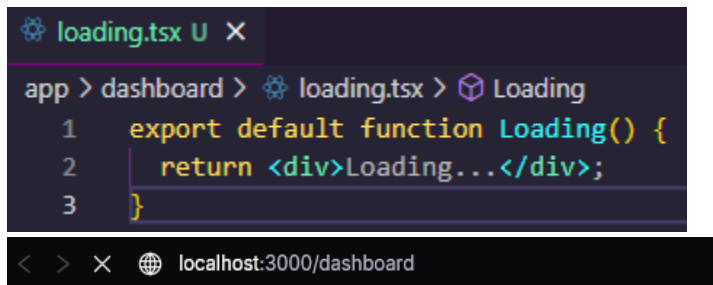 loading.tsx U ×
app > dashboard > loading.tsx > Loading
1 export default function Loading() {
2 return <div>Loading...</div>;
3 }
localhost:3000/dashboard